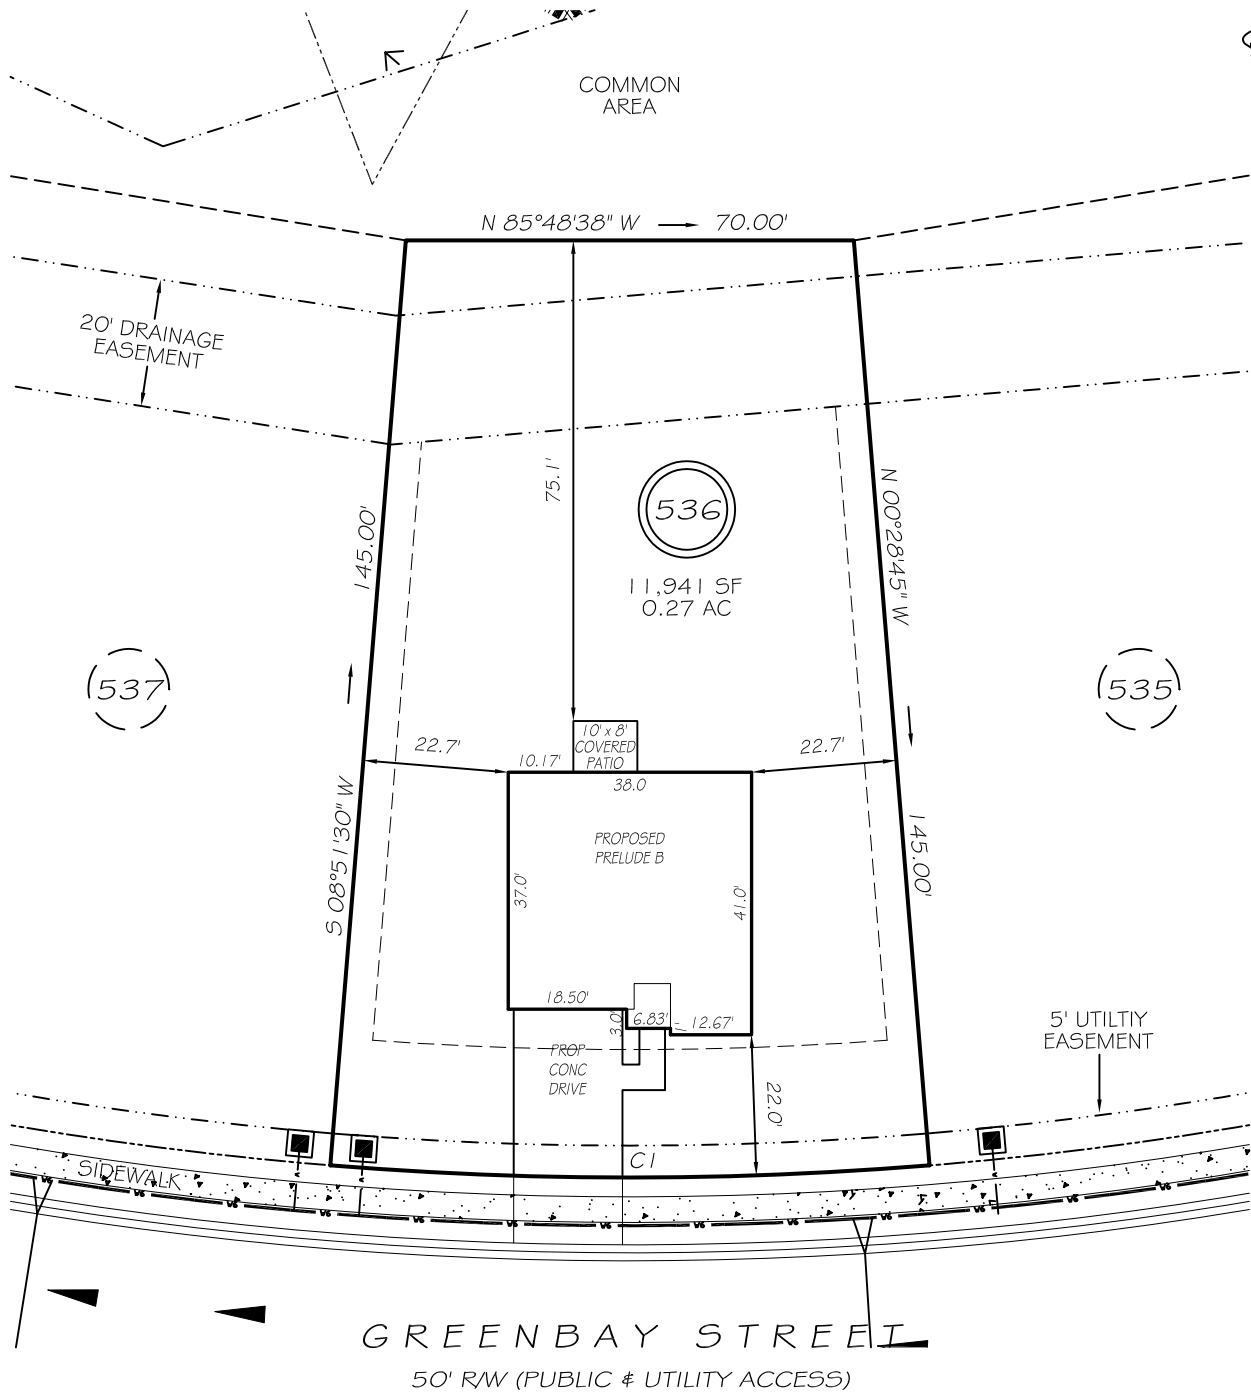 COMMON
AREA
N 85°48'38" W
70.00'
20' DRAINAGE
EASEMENT
75.1'
536
N 00°28'45" W
145.00'
11,941 SF
0.27 AC
537
535
10' x 8'
COVERED
PATIO
22.7'
10.17'
22.7'
38.0
S 08°51'30" W
145.00'
PROPOSED
PRELUDE B
37.0'
41.0'
18.50'
3.0'
6.83'
12.67'
5' UTILTIY
EASEMENT
PROP
CONC
DRIVE
22.0'
C1
SIDEWALK
GREENBAY STREET
50' R/W (PUBLIC & UTILITY ACCESS)